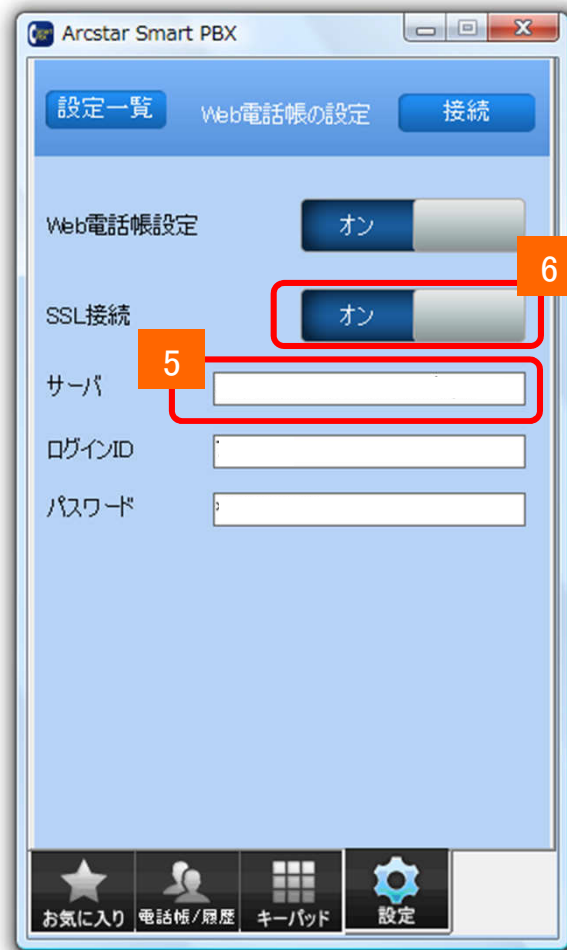 Arcstar Smart PBX
設定一覧 Web電話帳の設定 接続
Web電話帳設定 オン
6
SSL接続 オン
5
サーバ
ログインID
パスワード
お気に入り 電話帳/履歴 キーパッド 設定